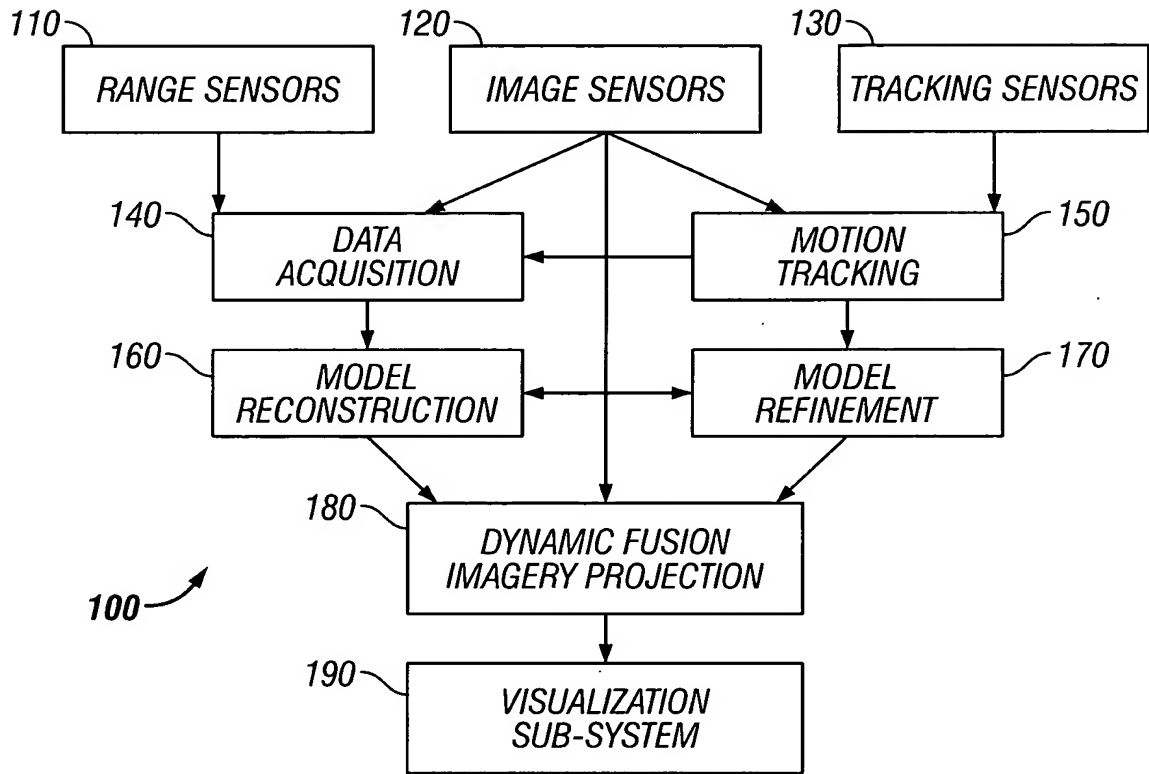 110
120
130
RANGE SENSORS
IMAGE SENSORS
TRACKING SENSORS
140
DATA
ACQUISITION
150
MOTION
TRACKING
160
MODEL
RECONSTRUCTION
170
MODEL
REFINEMENT
180
DYNAMIC FUSION
IMAGERY PROJECTION
100
190
VISUALIZATION
SUB-SYSTEM